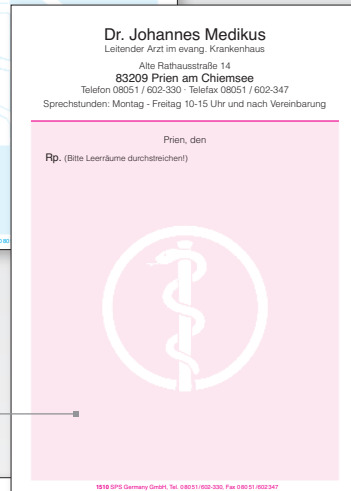 Dr. Johannes Medikus
Leitender Arzt im evang. Krankenhaus
Alte Rathausstraße 14
83209 Prien am Chiemsee
Telefon 08051 / 602-330 · Telefax 08051 / 602-347
Sprechstunden: Montag - Freitag 10-15 Uhr und nach Vereinbarung
Prien, den
Rp. (Bitte Leerräume durchstreichen!)
1510 SPS Germany GmbH, Tel. 08051/602-330, Fax 08051/602347